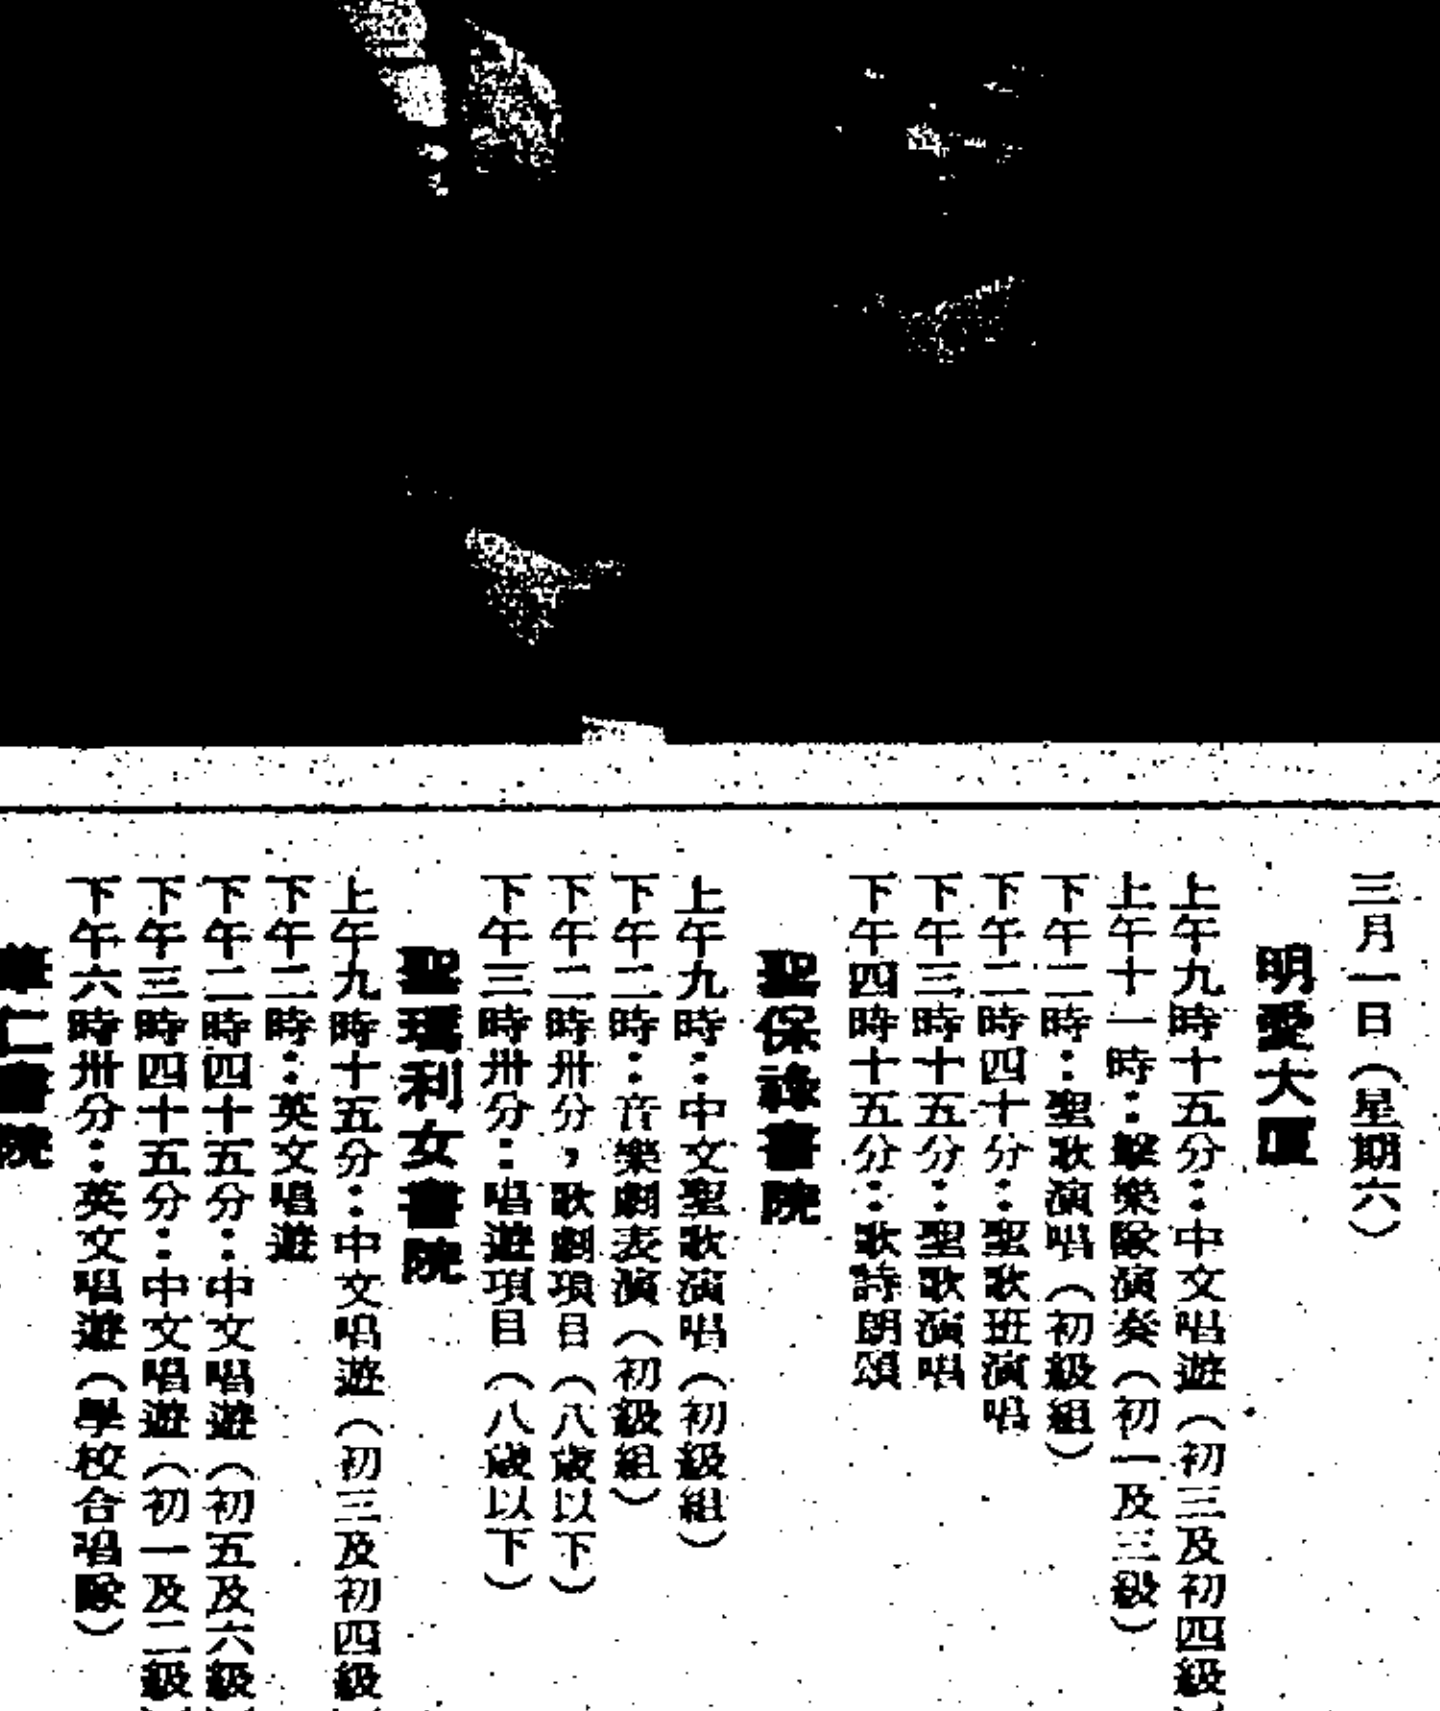 三月一日（星期六）
明愛大厦
上午九時十五分：中文唱遊（初三及初四級）
上午十一時：擊樂隊演奏（初一及三級）
下午二時：聖歌演唱（初級組）
下午二時四十分：聖歌班演唱
下午三時十五分：聖歌演唱
下午四時十五分：歌詩朗頌
聖保祿書院
上午九時：中文聖歌演唱（初級組）
下午二時：音樂劇表演（初級組）
下午二時卅分，歌劇項目（八歲以下）
下午三時卅分：唱遊項目（八歲以下）
聖瑪利女書院
上午九時十五分：中文唱遊（初三及初四級）
下午二時：英文唱遊
下午二時四十五分：中文唱遊（初五及六級）
下午三時四十五分：中文唱遊（初一及二級）
下午六時卅分：英文唱遊（學校合唱隊）
仁書院